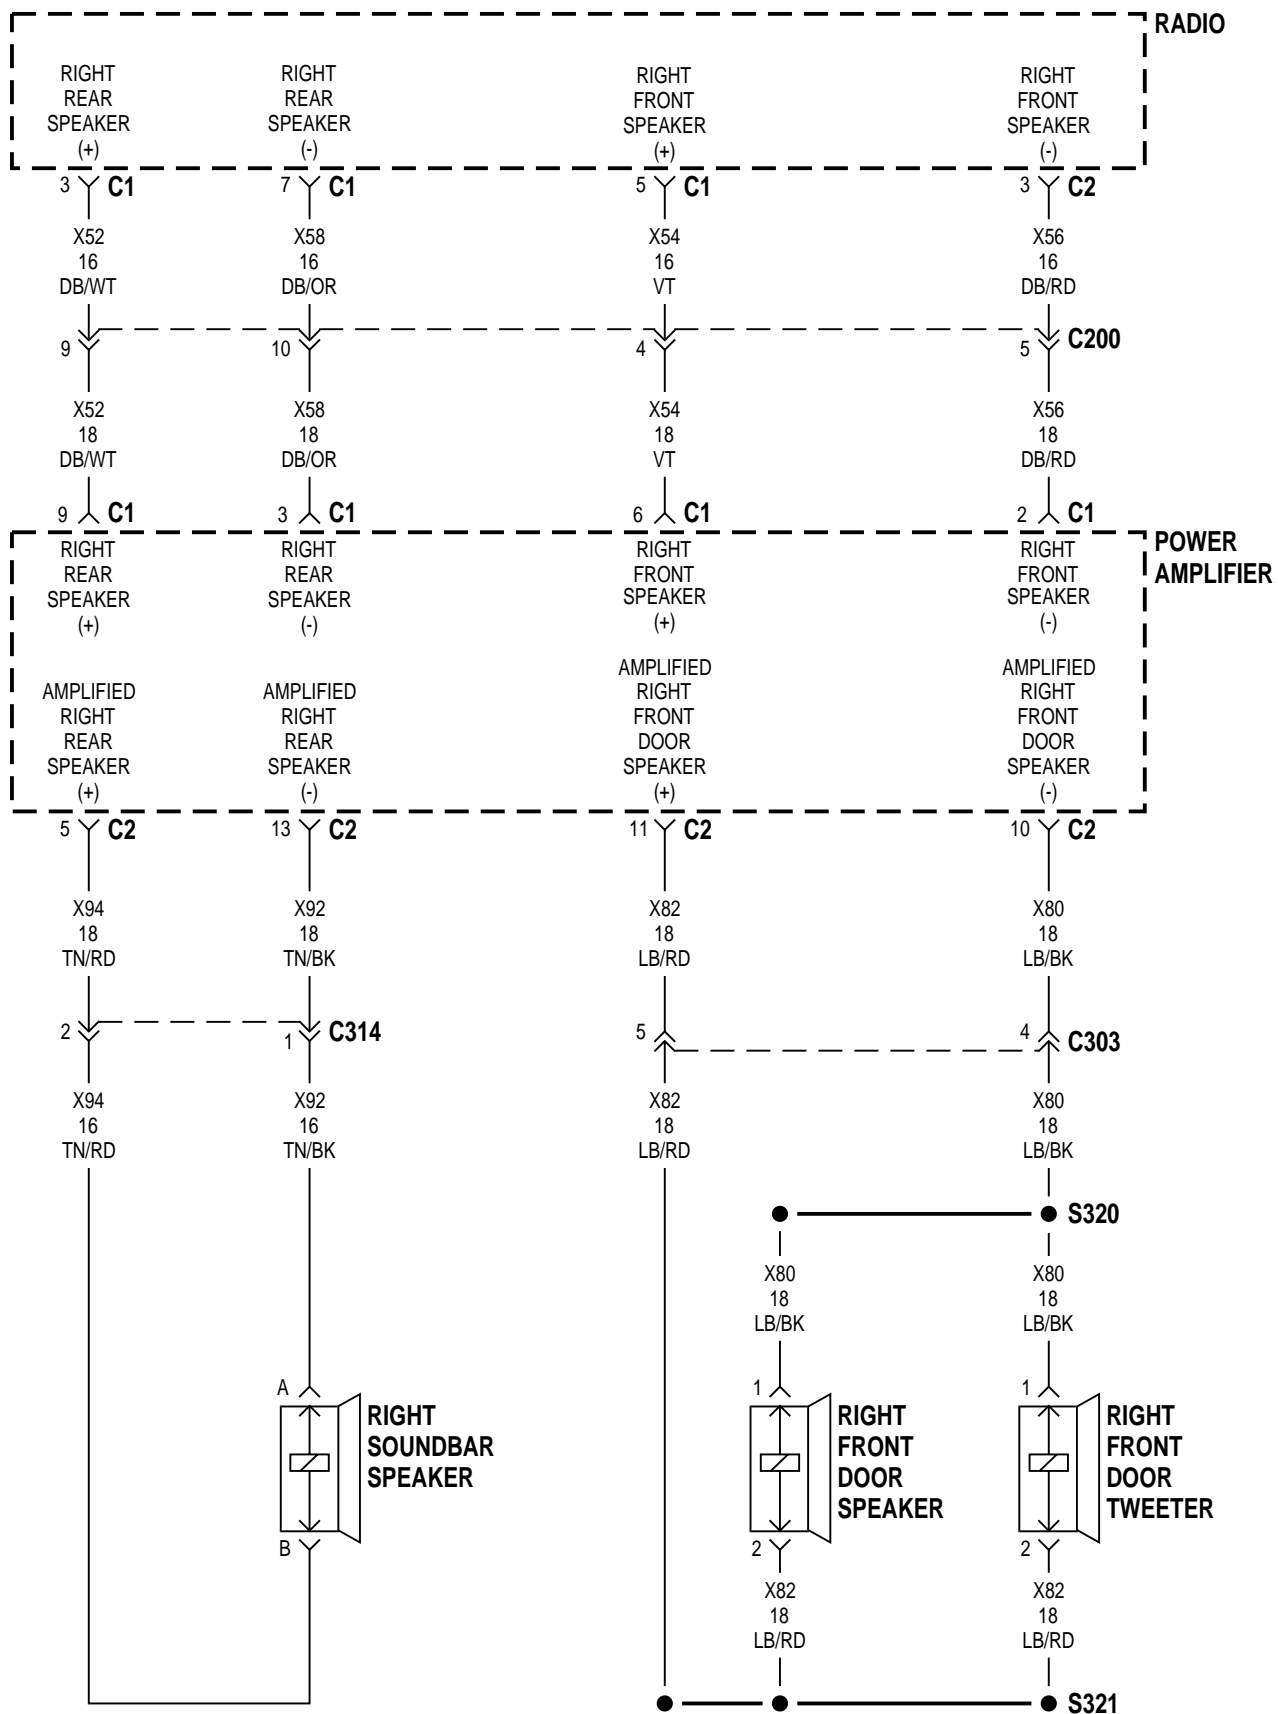 RADIO
RIGHT RIGHT RIGHT RIGHT
REAR REAR FRONT FRONT
SPEAKER SPEAKER SPEAKER SPEAKER
(+) (-) (+) (-)
3 C1 7 C1 5 C1 3 C2
X52 X58 X54 X56
16 16 16 16
DB/WT DB/OR VT DB/RD
9 10 4 5 C200
X52 X58 X54 X56
18 18 18 18
DB/WT DB/OR VT DB/RD
9 C1 3 C1 6 C1 2 C1
POWER
AMPLIFIER
RIGHT RIGHT RIGHT RIGHT
REAR REAR FRONT FRONT
SPEAKER SPEAKER SPEAKER SPEAKER
(+) (-) (+) (-)
AMPLIFIED AMPLIFIED
AMPLIFIED AMPLIFIED RIGHT RIGHT
RIGHT RIGHT FRONT FRONT
REAR REAR DOOR DOOR
SPEAKER SPEAKER SPEAKER SPEAKER
(+) (-) (+) (-)
5 C2 13 C2 11 C2 10 C2
X94 X92 X82 X80
18 18 18 18
TN/RD TN/BK LB/RD LB/BK
2 1 C314 5 4 C303
X94 X92 X82 X80
16 16 18 18
TN/RD TN/BK LB/RD LB/BK
S320
X80 X80
18 18
LB/BK LB/BK
A 1 1
RIGHT RIGHT RIGHT
SOUNDBAR FRONT FRONT
SPEAKER DOOR DOOR
SPEAKER TWEETER
B 2 2
X82 X82
18 18
LB/RD LB/RD
S321